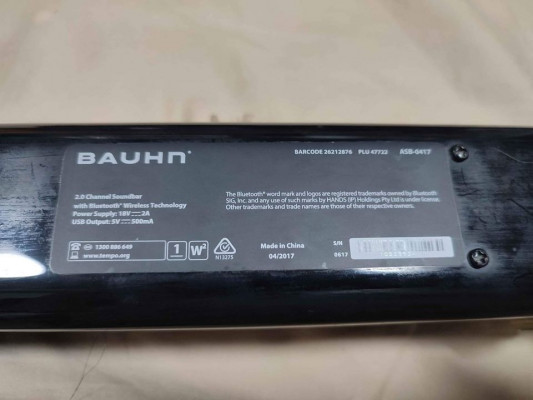 BAUHN® BARCODE 26212876 PLU 47722 ASB-0417
2.0 Channel Soundbar
with Bluetooth® Wireless Technology
Power Supply: 18V⎓2A
USB Output: 5V⎓500mA
The Bluetooth® word mark and logos are registered trademarks owned by Bluetooth
SIG, Inc. and any use of such marks by HANDS (IP) Holdings Pty Ltd is under license.
Other trademarks and trade names are those of their respective owners.
1300 886 649
www.tempo.org
1 W²
N13275
Made in China
04/2017
S/N
0617